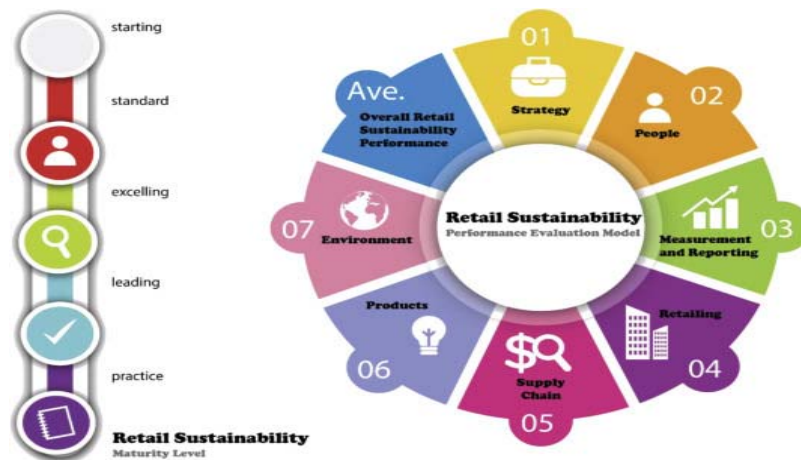 starting
standard
excelling
leading
practice
Retail Sustainability
Maturity Level
01
Strategy
02
People
03
Measurement
and Reporting
Retailing
04
Supply
Chain
05
Products
06
07
Environment
Ave.
Overall Retail
Sustainability
Performance
Retail Sustainability
Performance Evaluation Model